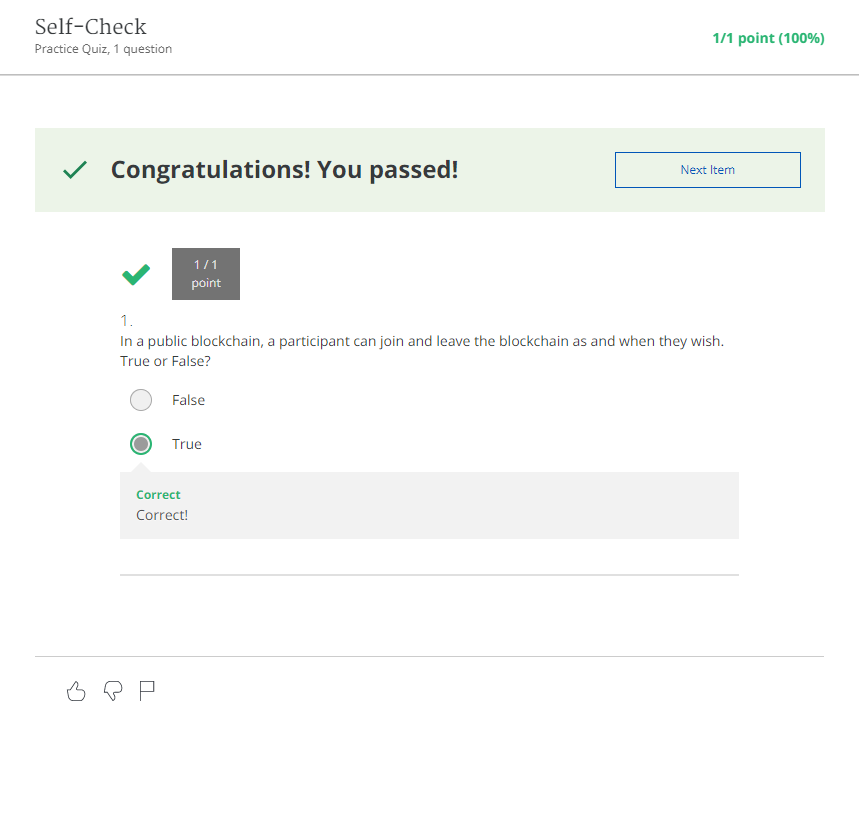 Self-Check
Practice Quiz, 1 question
1/1 point (100%)
Congratulations! You passed!
Next Item
1 / 1
point
1.
In a public blockchain, a participant can join and leave the blockchain as and when they wish.
True or False?
False
True
Correct
Correct!